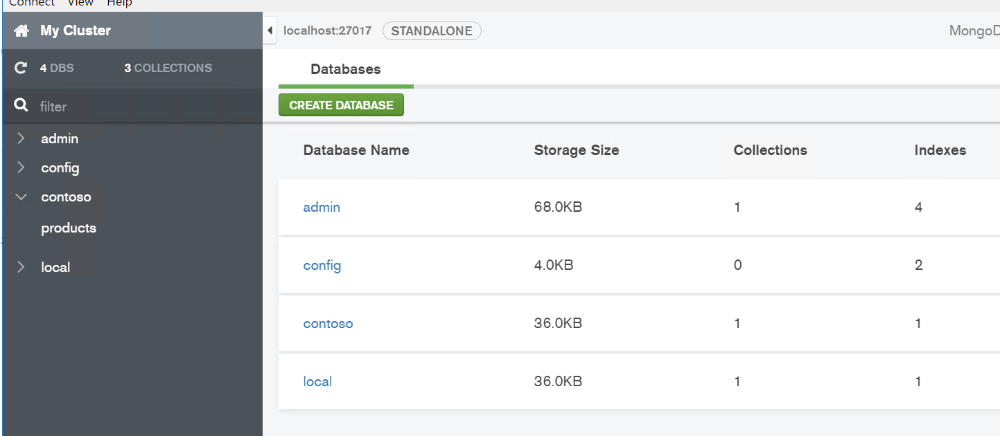 Connect View Help
My Cluster
localhost:27017 STANDALONE
4 DBS 3 COLLECTIONS
filter
admin
config
contoso
products
local
Databases
CREATE DATABASE
Database Name Storage Size Collections Indexes
admin 68.0KB 1 4
config 4.0KB 0 2
contoso 36.0KB 1 1
local 36.0KB 1 1